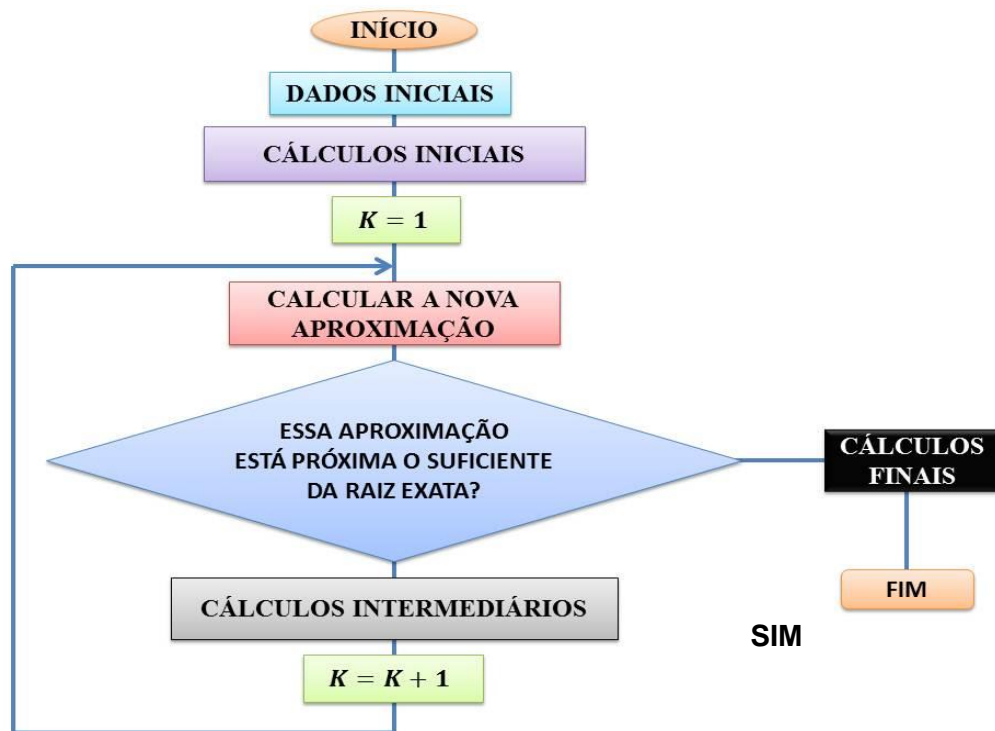 INÍCIO
DADOS INICIAIS
CÁLCULOS INICIAIS
K = 1
CALCULAR A NOVA
APROXIMAÇÃO
ESSA APROXIMAÇÃO
ESTÁ PRÓXIMA O SUFICIENTE
DA RAIZ EXATA?
CÁLCULOS
FINAIS
FIM
CÁLCULOS INTERMEDIÁRIOS
SIM
K = K + 1